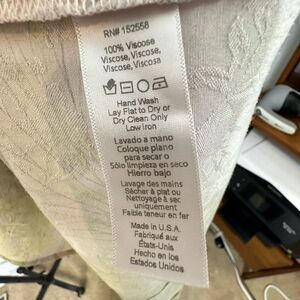 RN# 152558
100% Viscose
Viscose, Viscose,
Viscose, Viscosa
Hand Wash
Lay Flat to Dry or
Dry Clean Only
Low iron
Lavado a mano
Coloque plano
para secar o
Sólo limpieza en seco
Hierro bajo
Lavage des mains
Sécher à plat ou
Nettoyage à sec
uniquement
Faible teneur en fer
Made in U.S.A.
Fabriqué aux
États-Unis
Hecho en los
Estados Unidos